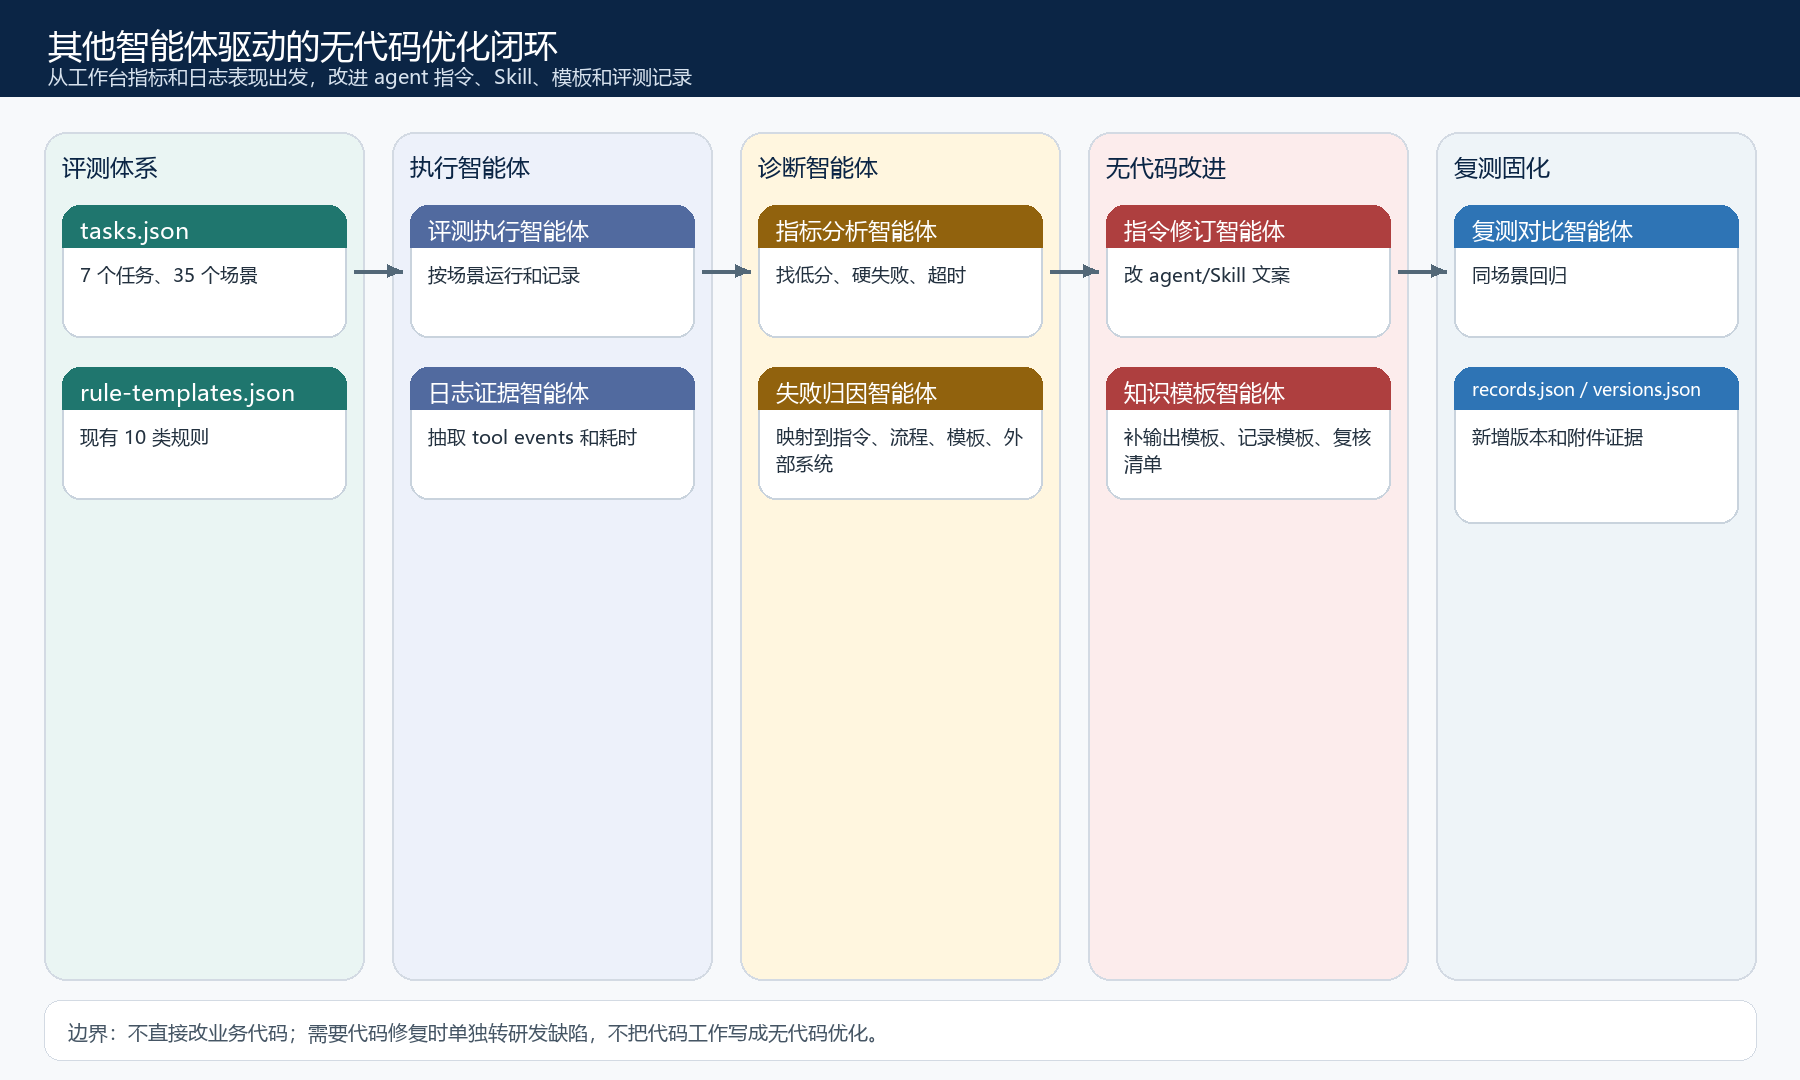 其他智能体驱动的无代码优化闭环
从工作台指标和日志表现出发，改进 agent 指令、Skill、模板和评测记录
评测体系
tasks.json
7 个任务、35 个场景
rule-templates.json
现有 10 类规则
执行智能体
评测执行智能体
按场景运行和记录
日志证据智能体
抽取 tool events 和耗时
诊断智能体
指标分析智能体
找低分、硬失败、超时
失败归因智能体
映射到指令、流程、模板、外
部系统
无代码改进
指令修订智能体
改 agent/Skill 文案
知识模板智能体
补输出模板、记录模板、复核
清单
复测固化
复测对比智能体
同场景回归
records.json / versions.json
新增版本和附件证据
边界：不直接改业务代码；需要代码修复时单独转研发缺陷，不把代码工作写成无代码优化。